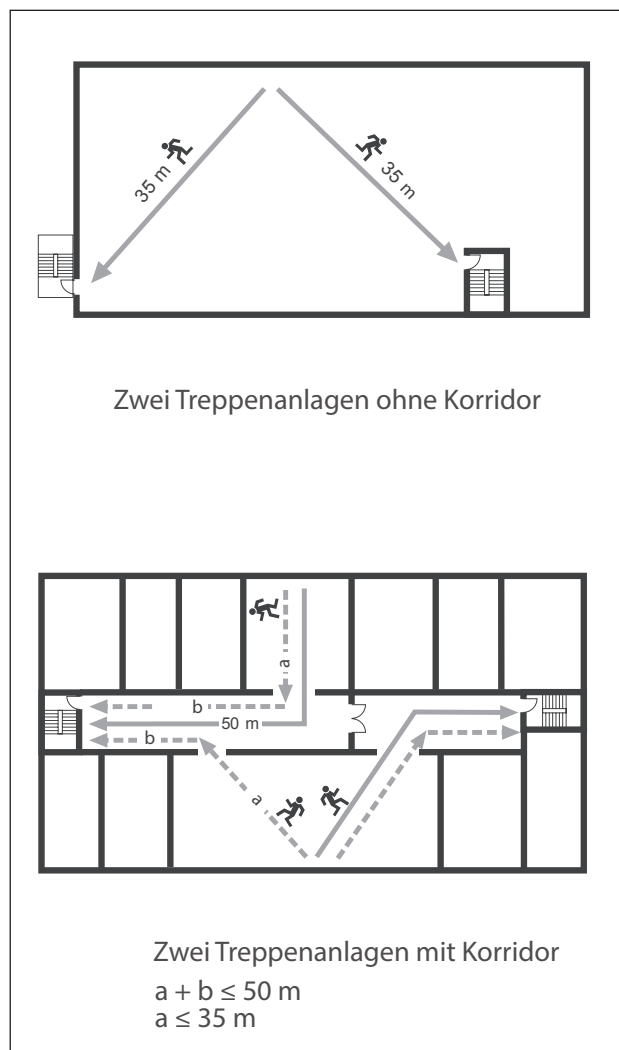 35 m
35 m
Zwei Treppenanlagen ohne Korridor
a
b
50 m
b
a
Zwei Treppenanlagen mit Korridor
a + b ≤ 50 m
a ≤ 35 m